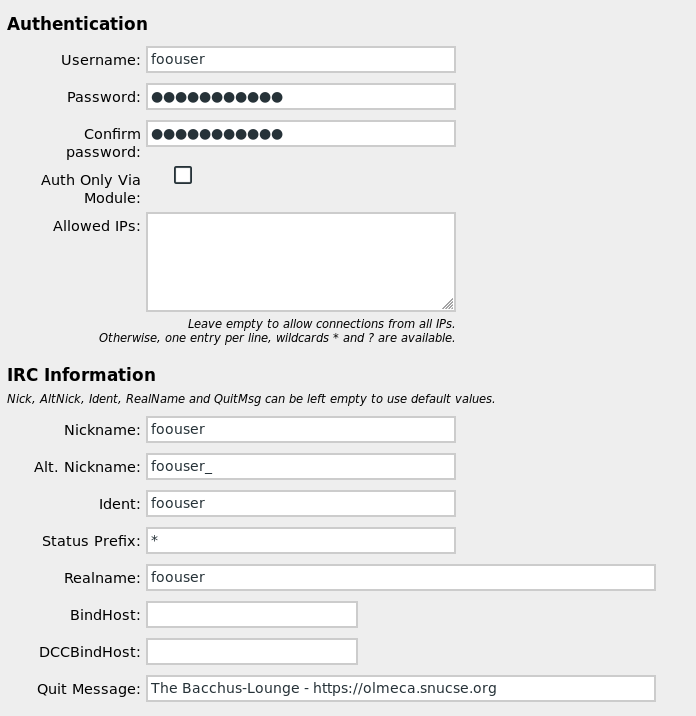 Authentication
Username: foouser
Password: ●●●●●●●●●●●
Confirm password: ●●●●●●●●●●●
Auth Only Via Module:
Allowed IPs:
Leave empty to allow connections from all IPs.
Otherwise, one entry per line, wildcards * and ? are available.
IRC Information
Nick, AltNick, Ident, RealName and QuitMsg can be left empty to use default values.
Nickname: foouser
Alt. Nickname: foouser_
Ident: foouser
Status Prefix: *
Realname: foouser
BindHost:
DCCBindHost:
Quit Message: The Bacchus-Lounge - https://olmeca.snucse.org